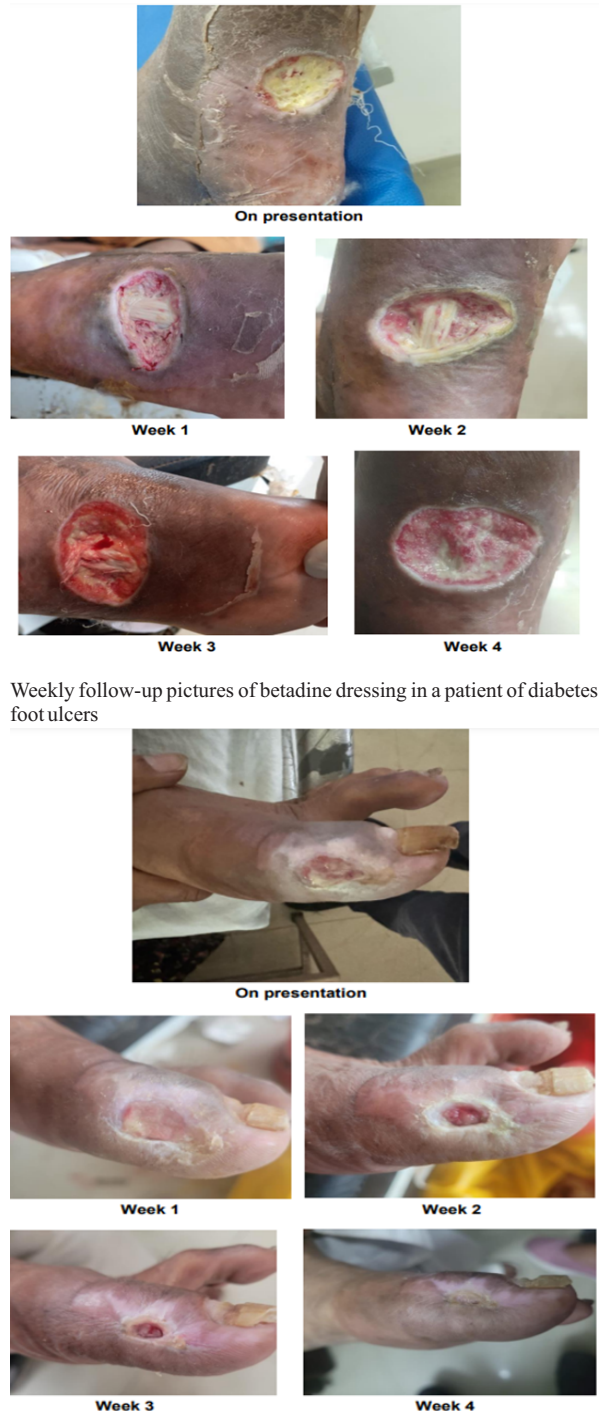 On presentation
Week 1
Week 2
Week 3
Week 4
Weekly follow-up pictures of betadine dressing in a patient of diabetes
foot ulcers
On presentation
Week 1
Week 2
Week 3
Week 4